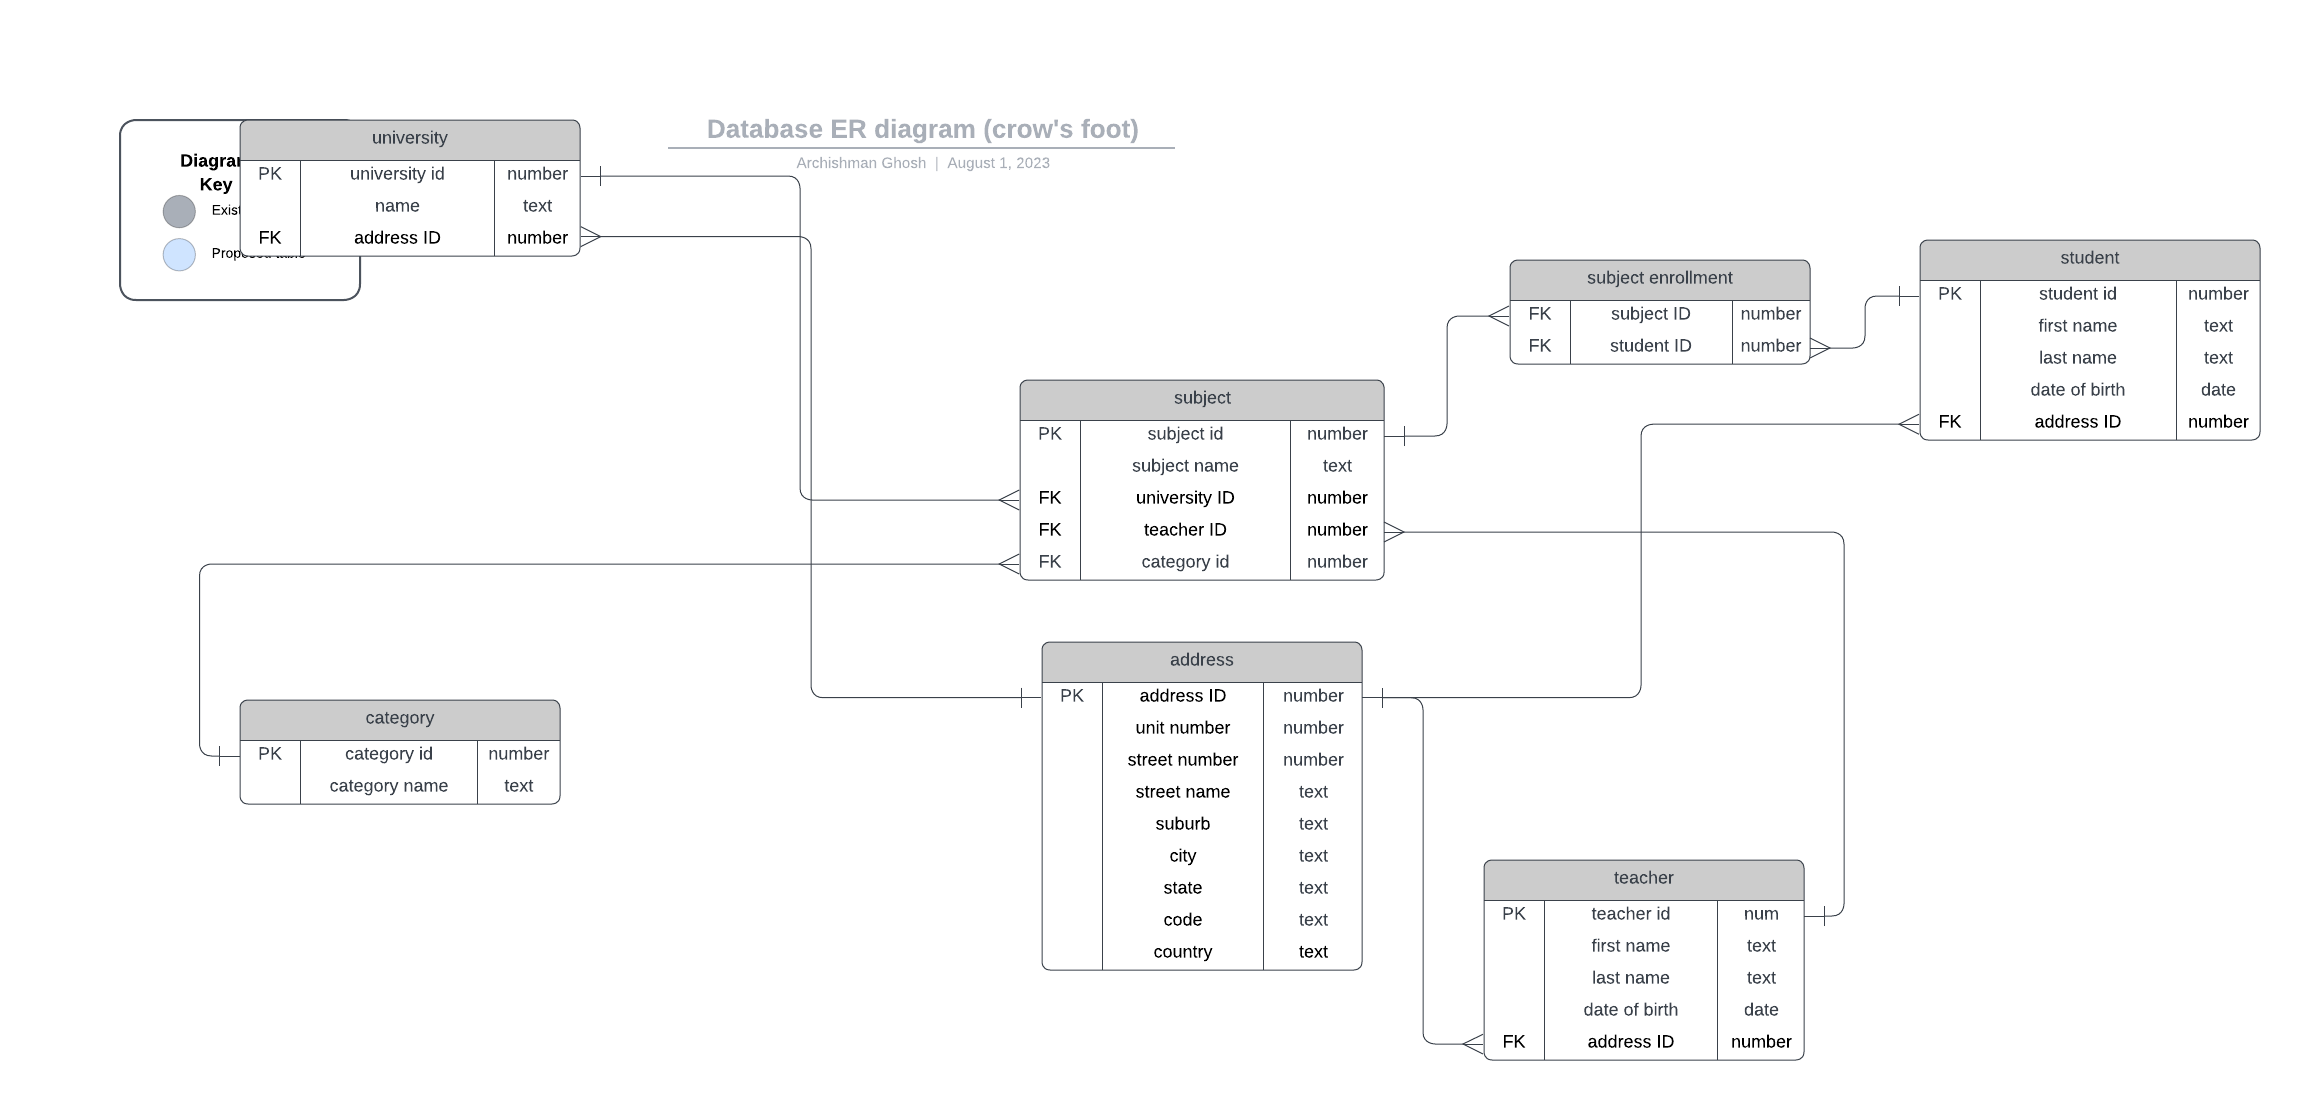 Database ER diagram (crow's foot)
Archishman Ghosh | August 1, 2023
Key
university
PK university id number
name text
FK address ID number
subject enrollment
FK subject ID number
FK student ID number
student
PK student id number
first name text
last name text
date of birth date
FK address ID number
subject
PK subject id number
subject name text
FK university ID number
FK teacher ID number
FK category id number
category
PK category id number
category name text
address
PK address ID number
unit number number
street number number
street name text
suburb text
city text
state text
code text
country text
teacher
PK teacher id num
first name text
last name text
date of birth date
FK address ID number